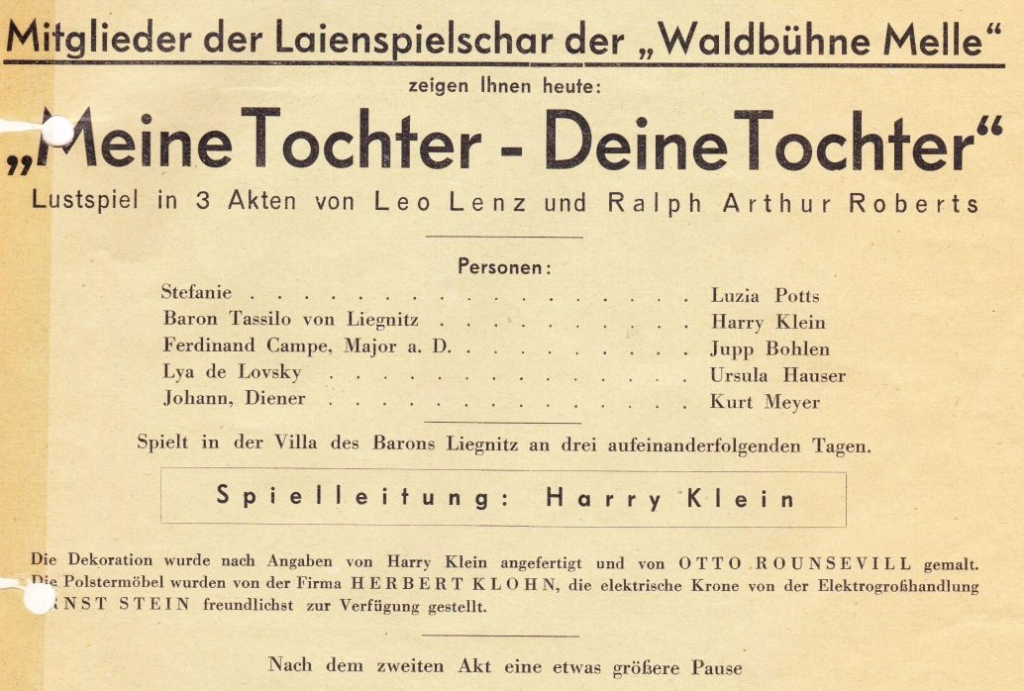 Mitglieder der Laienspielschar der „Waldbühne Melle“
zeigen Ihnen heute:
„Meine Tochter - Deine Tochter“
Lustspiel in 3 Akten von Leo Lenz und Ralph Arthur Roberts
Personen:
Stefanie . . . . . . . . . . . . . . . . . Luzia Potts
Baron Tassilo von Liegnitz . . . . . . . . . . Harry Klein
Ferdinand Campe, Major a. D. . . . . . . . . . Jupp Bohlen
Lya de Lovsky . . . . . . . . . . . . . . Ursula Hauser
Johann, Diener . . . . . . . . . . . . . . Kurt Meyer
Spielt in der Villa des Barons Liegnitz an drei aufeinanderfolgenden Tagen.
Spielleitung: Harry Klein
Die Dekoration wurde nach Angaben von Harry Klein angefertigt und von OTTO ROUNSEVILL gemalt.
Die Polstermöbel wurden von der Firma HERBERT KLOHN, die elektrische Krone von der Elektrogroßhandlung
ERNST STEIN freundlichst zur Verfügung gestellt.
Nach dem zweiten Akt eine etwas größere Pause